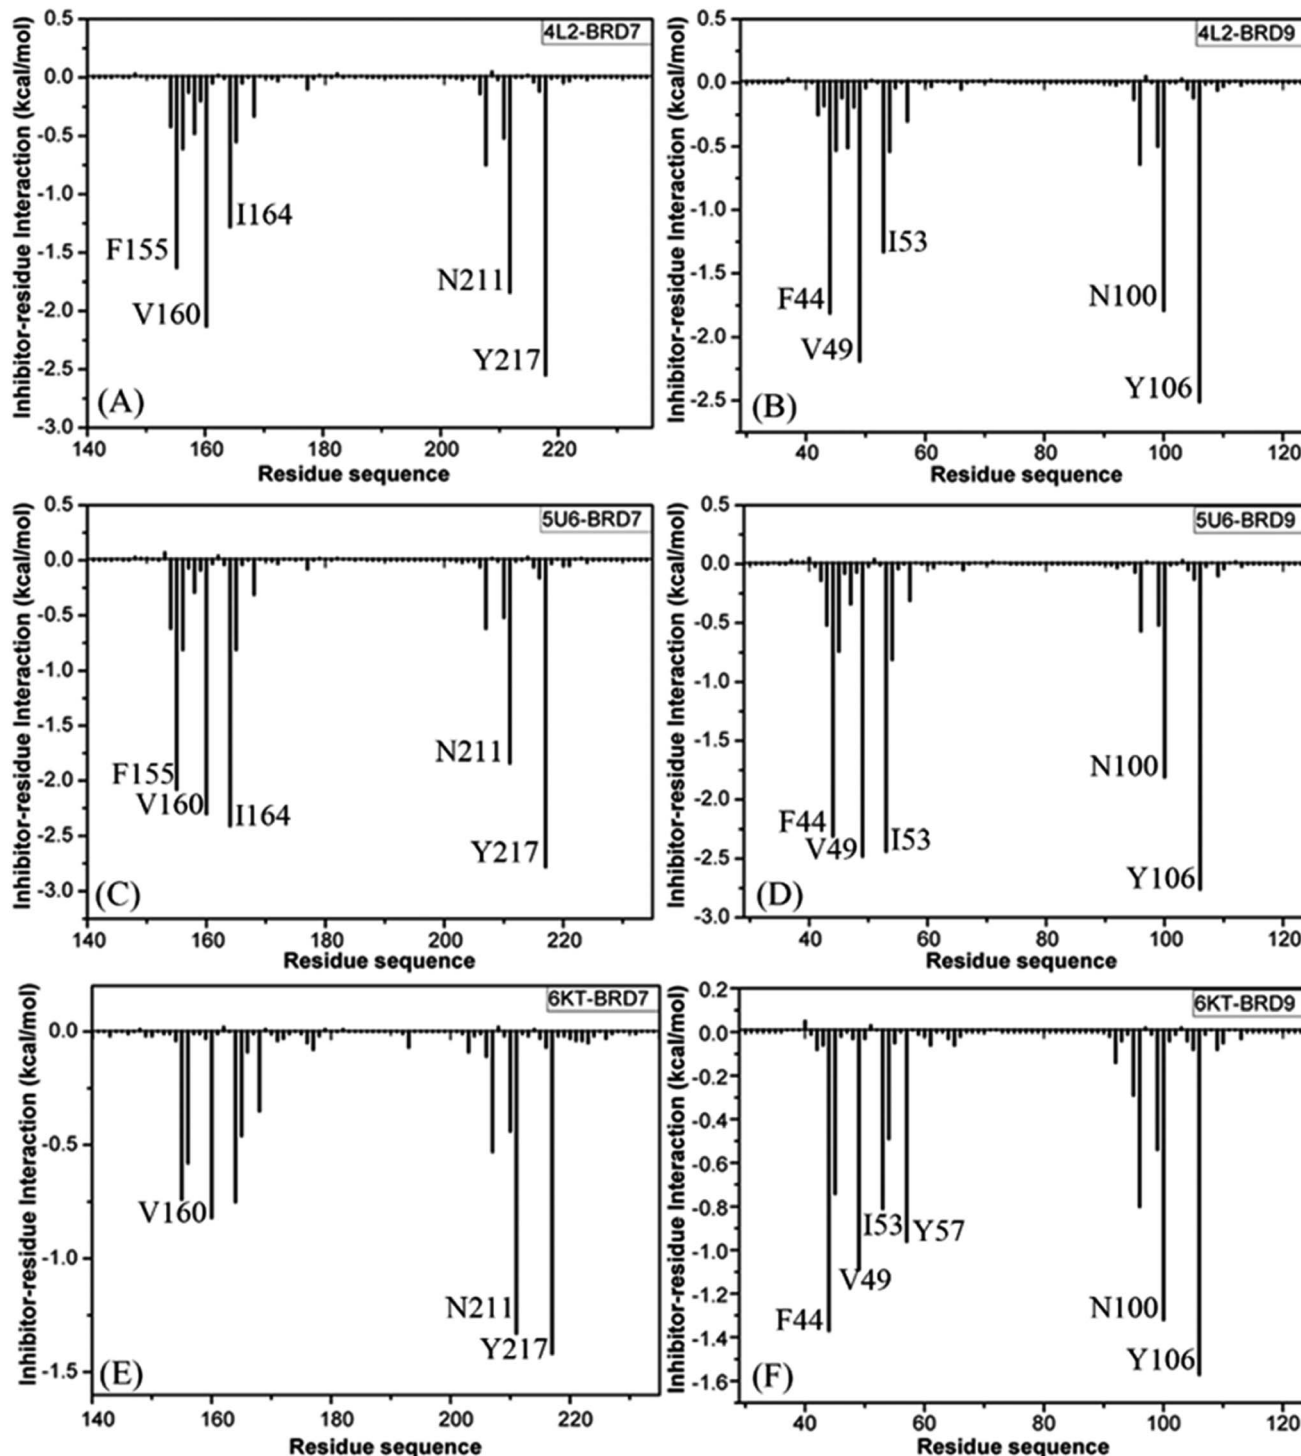 4L2-BRD7
Inhibitor-residue Interaction (kcal/mol)
0.5
0.0
-0.5
-1.0
-1.5
-2.0
-2.5
-3.0
F155
V160
I164
N211
Y217
(A)
140 160 180 200 220
Residue sequence
4L2-BRD9
Inhibitor-residue Interaction (kcal/mol)
0.5
0.0
-0.5
-1.0
-1.5
-2.0
-2.5
F44
V49
I53
N100
Y106
(B)
40 60 80 100 120
Residue sequence
5U6-BRD7
Inhibitor-residue Interaction (kcal/mol)
0.5
0.0
-0.5
-1.0
-1.5
-2.0
-2.5
-3.0
F155
V160
I164
N211
Y217
(C)
140 160 180 200 220
Residue sequence
5U6-BRD9
Inhibitor-residue Interaction (kcal/mol)
0.5
0.0
-0.5
-1.0
-1.5
-2.0
-2.5
-3.0
F44
V49
I53
N100
Y106
(D)
40 60 80 100 120
Residue sequence
6KT-BRD7
Inhibitor-residue Interaction (kcal/mol)
0.0
-0.5
-1.0
-1.5
V160
N211
Y217
(E)
140 160 180 200 220
Residue sequence
6KT-BRD9
Inhibitor-residue Interaction (kcal/mol)
0.2
0.0
-0.2
-0.4
-0.6
-0.8
-1.0
-1.2
-1.4
-1.6
F44
V49
I53
Y57
N100
Y106
(F)
40 60 80 100 120
Residue sequence